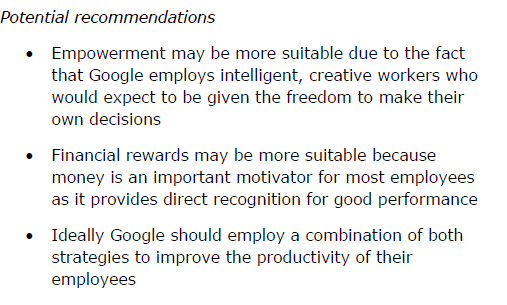 Potential recommendations
• Empowerment may be more suitable due to the fact
that Google employs intelligent, creative workers who
would expect to be given the freedom to make their
own decisions
• Financial rewards may be more suitable because
money is an important motivator for most employees
as it provides direct recognition for good performance
• Ideally Google should employ a combination of both
strategies to improve the productivity of their
employees